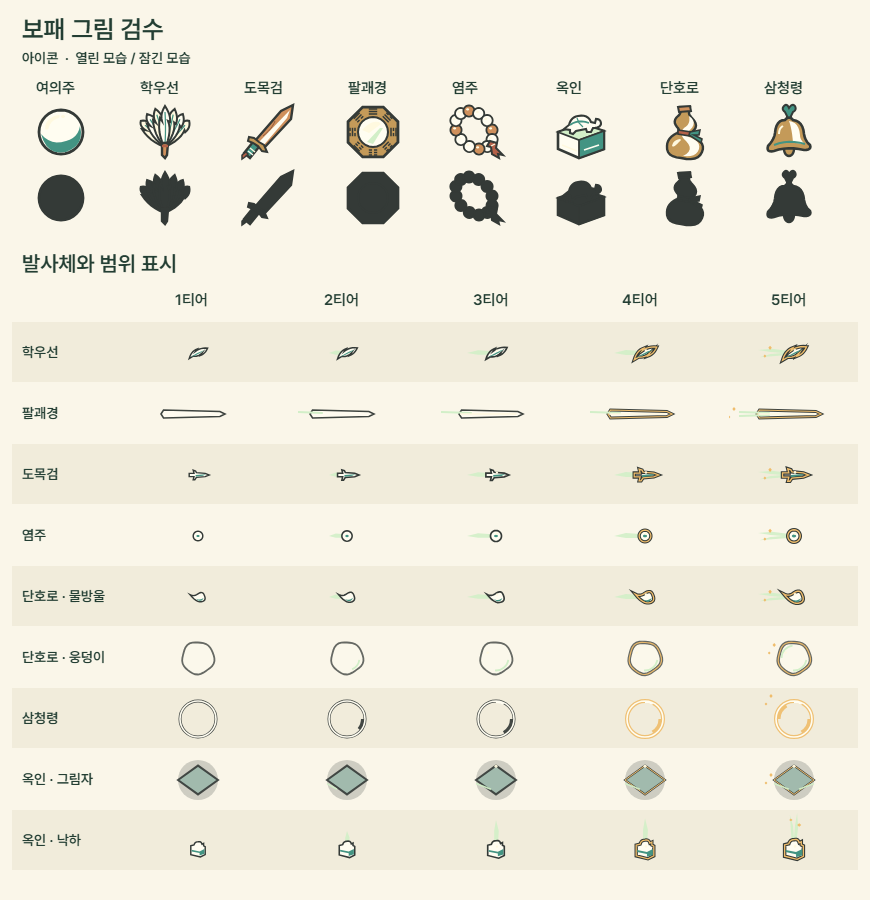 보패 그림 검수
아이콘 · 열린 모습 / 잠긴 모습
여의주 학우선 도목검 팔괘경 염주 옥인 단호로 삼청령
발사체와 범위 표시
1티어 2티어 3티어 4티어 5티어
학우선
팔괘경
도목검
염주
단호로 · 물방울
단호로 · 웅덩이
삼청령
옥인 · 그림자
옥인 · 낙하